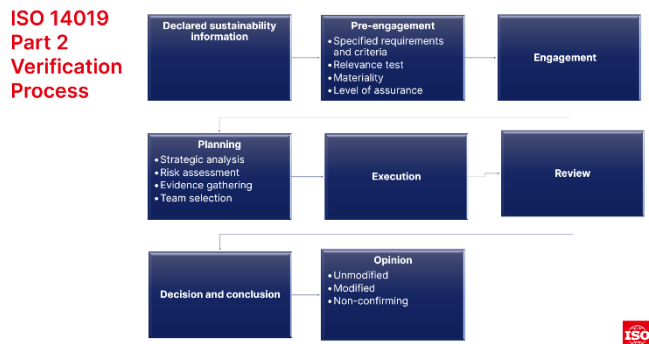 ISO 14019
Part 2
Verification
Process
Declared sustainability
information
Pre-engagement
• Specified requirements
and criteria
• Relevance test
• Materiality
• Level of assurance
Engagement
Planning
• Strategic analysis
• Risk assessment
• Evidence gathering
• Team selection
Execution
Review
Decision and conclusion
Opinion
• Unmodified
• Modified
• Non-confirming
ISO